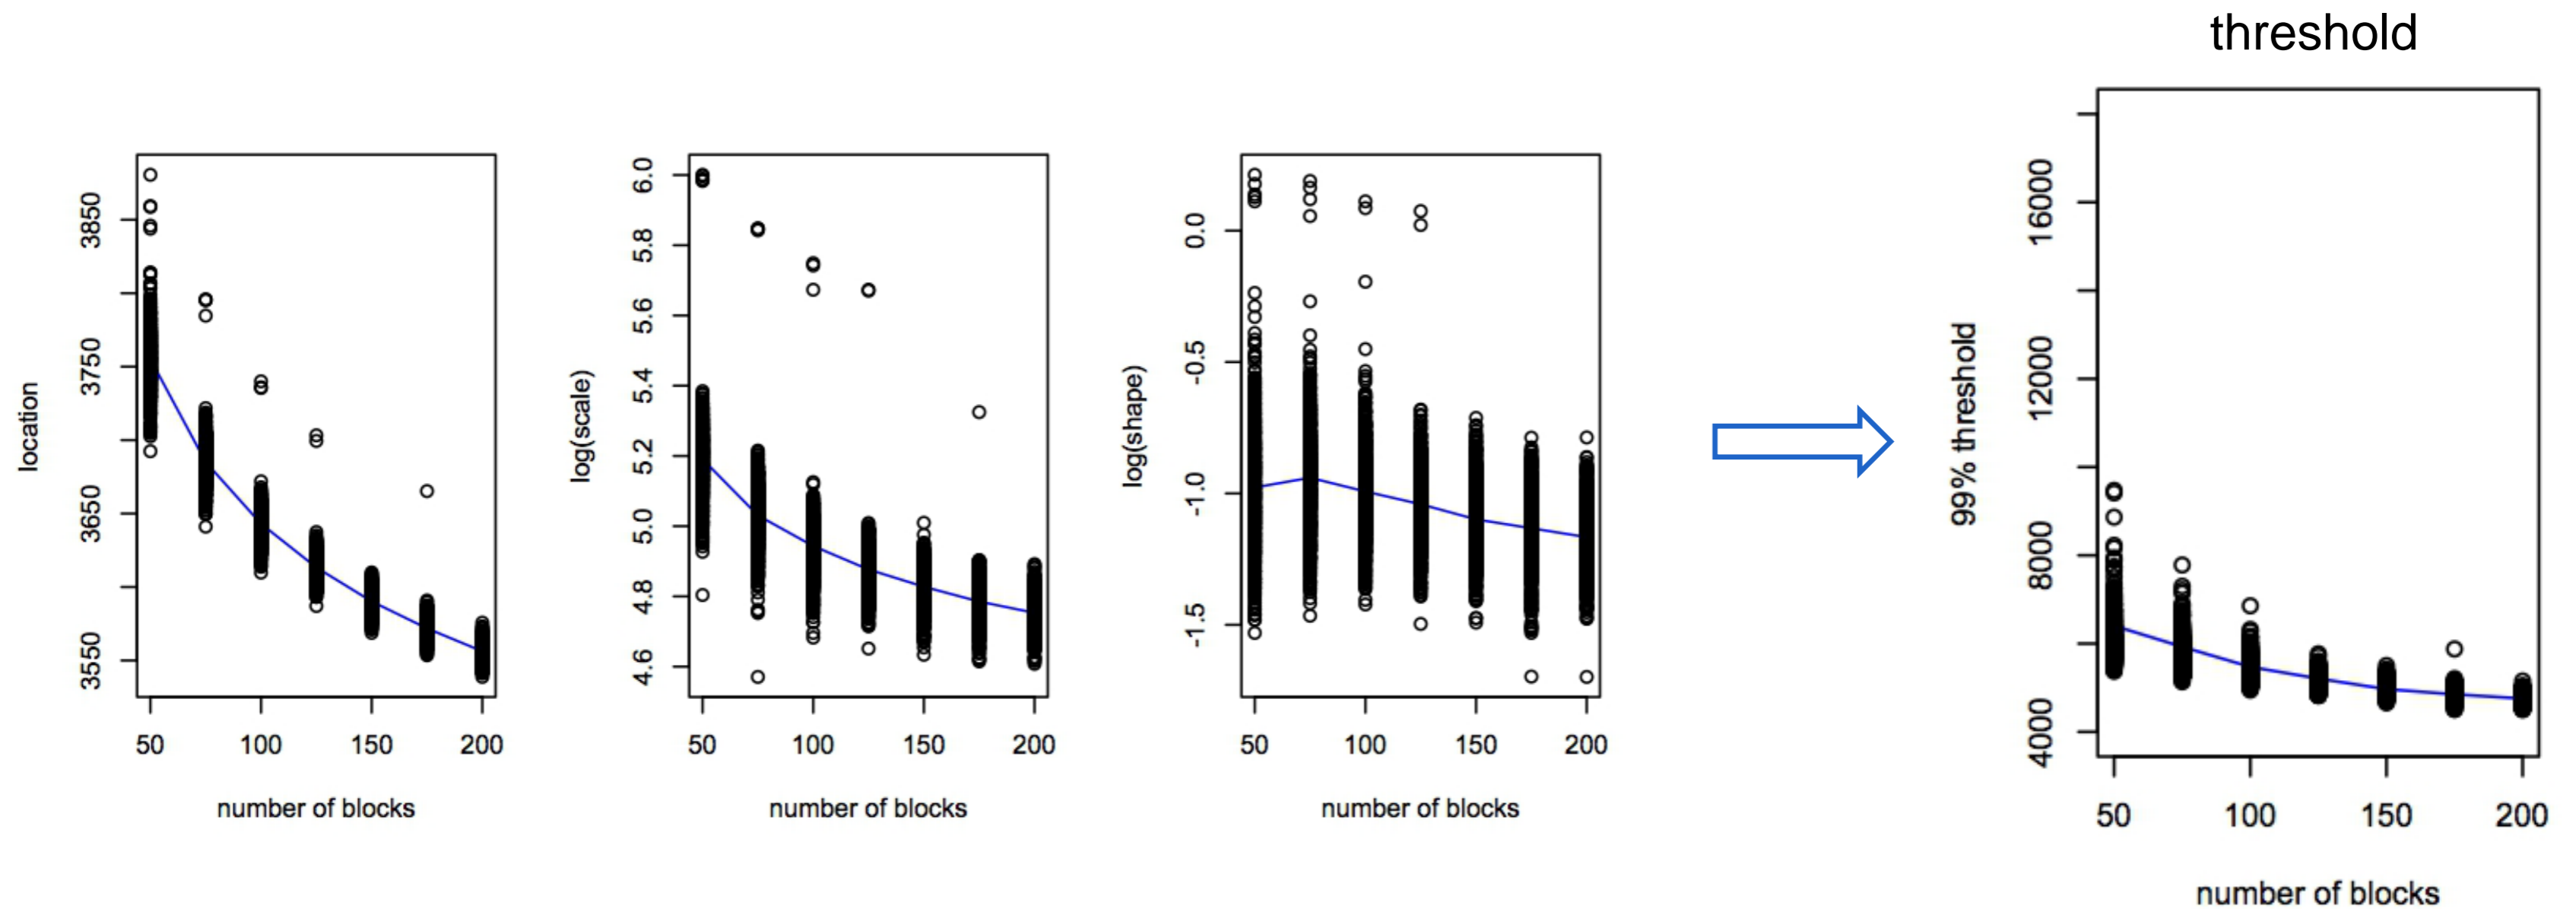 threshold
location
3850
3750
3650
3550
50 100 150 200
number of blocks
log(scale)
6.0
5.8
5.6
5.4
5.2
5.0
4.8
4.6
50 100 150 200
number of blocks
log(shape)
0.0
-0.5
-1.0
-1.5
50 100 150 200
number of blocks
99% threshold
16000
12000
8000
4000
50 100 150 200
number of blocks